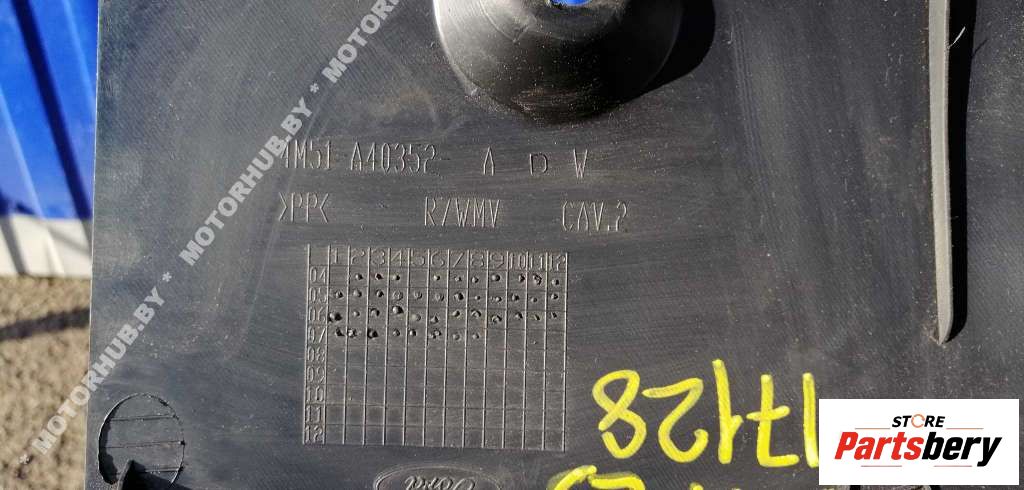 MOTORHUB.BY * MOTORHUB.BY * MOTOR
4M51 A40352 A D W
>PP< R/WMV CAV.2
1 2 3 4 5 6 7 8 9 10 11 12
04
05
06
07
08
09
10
11
12
17128
Ford
STORE
Partsbery